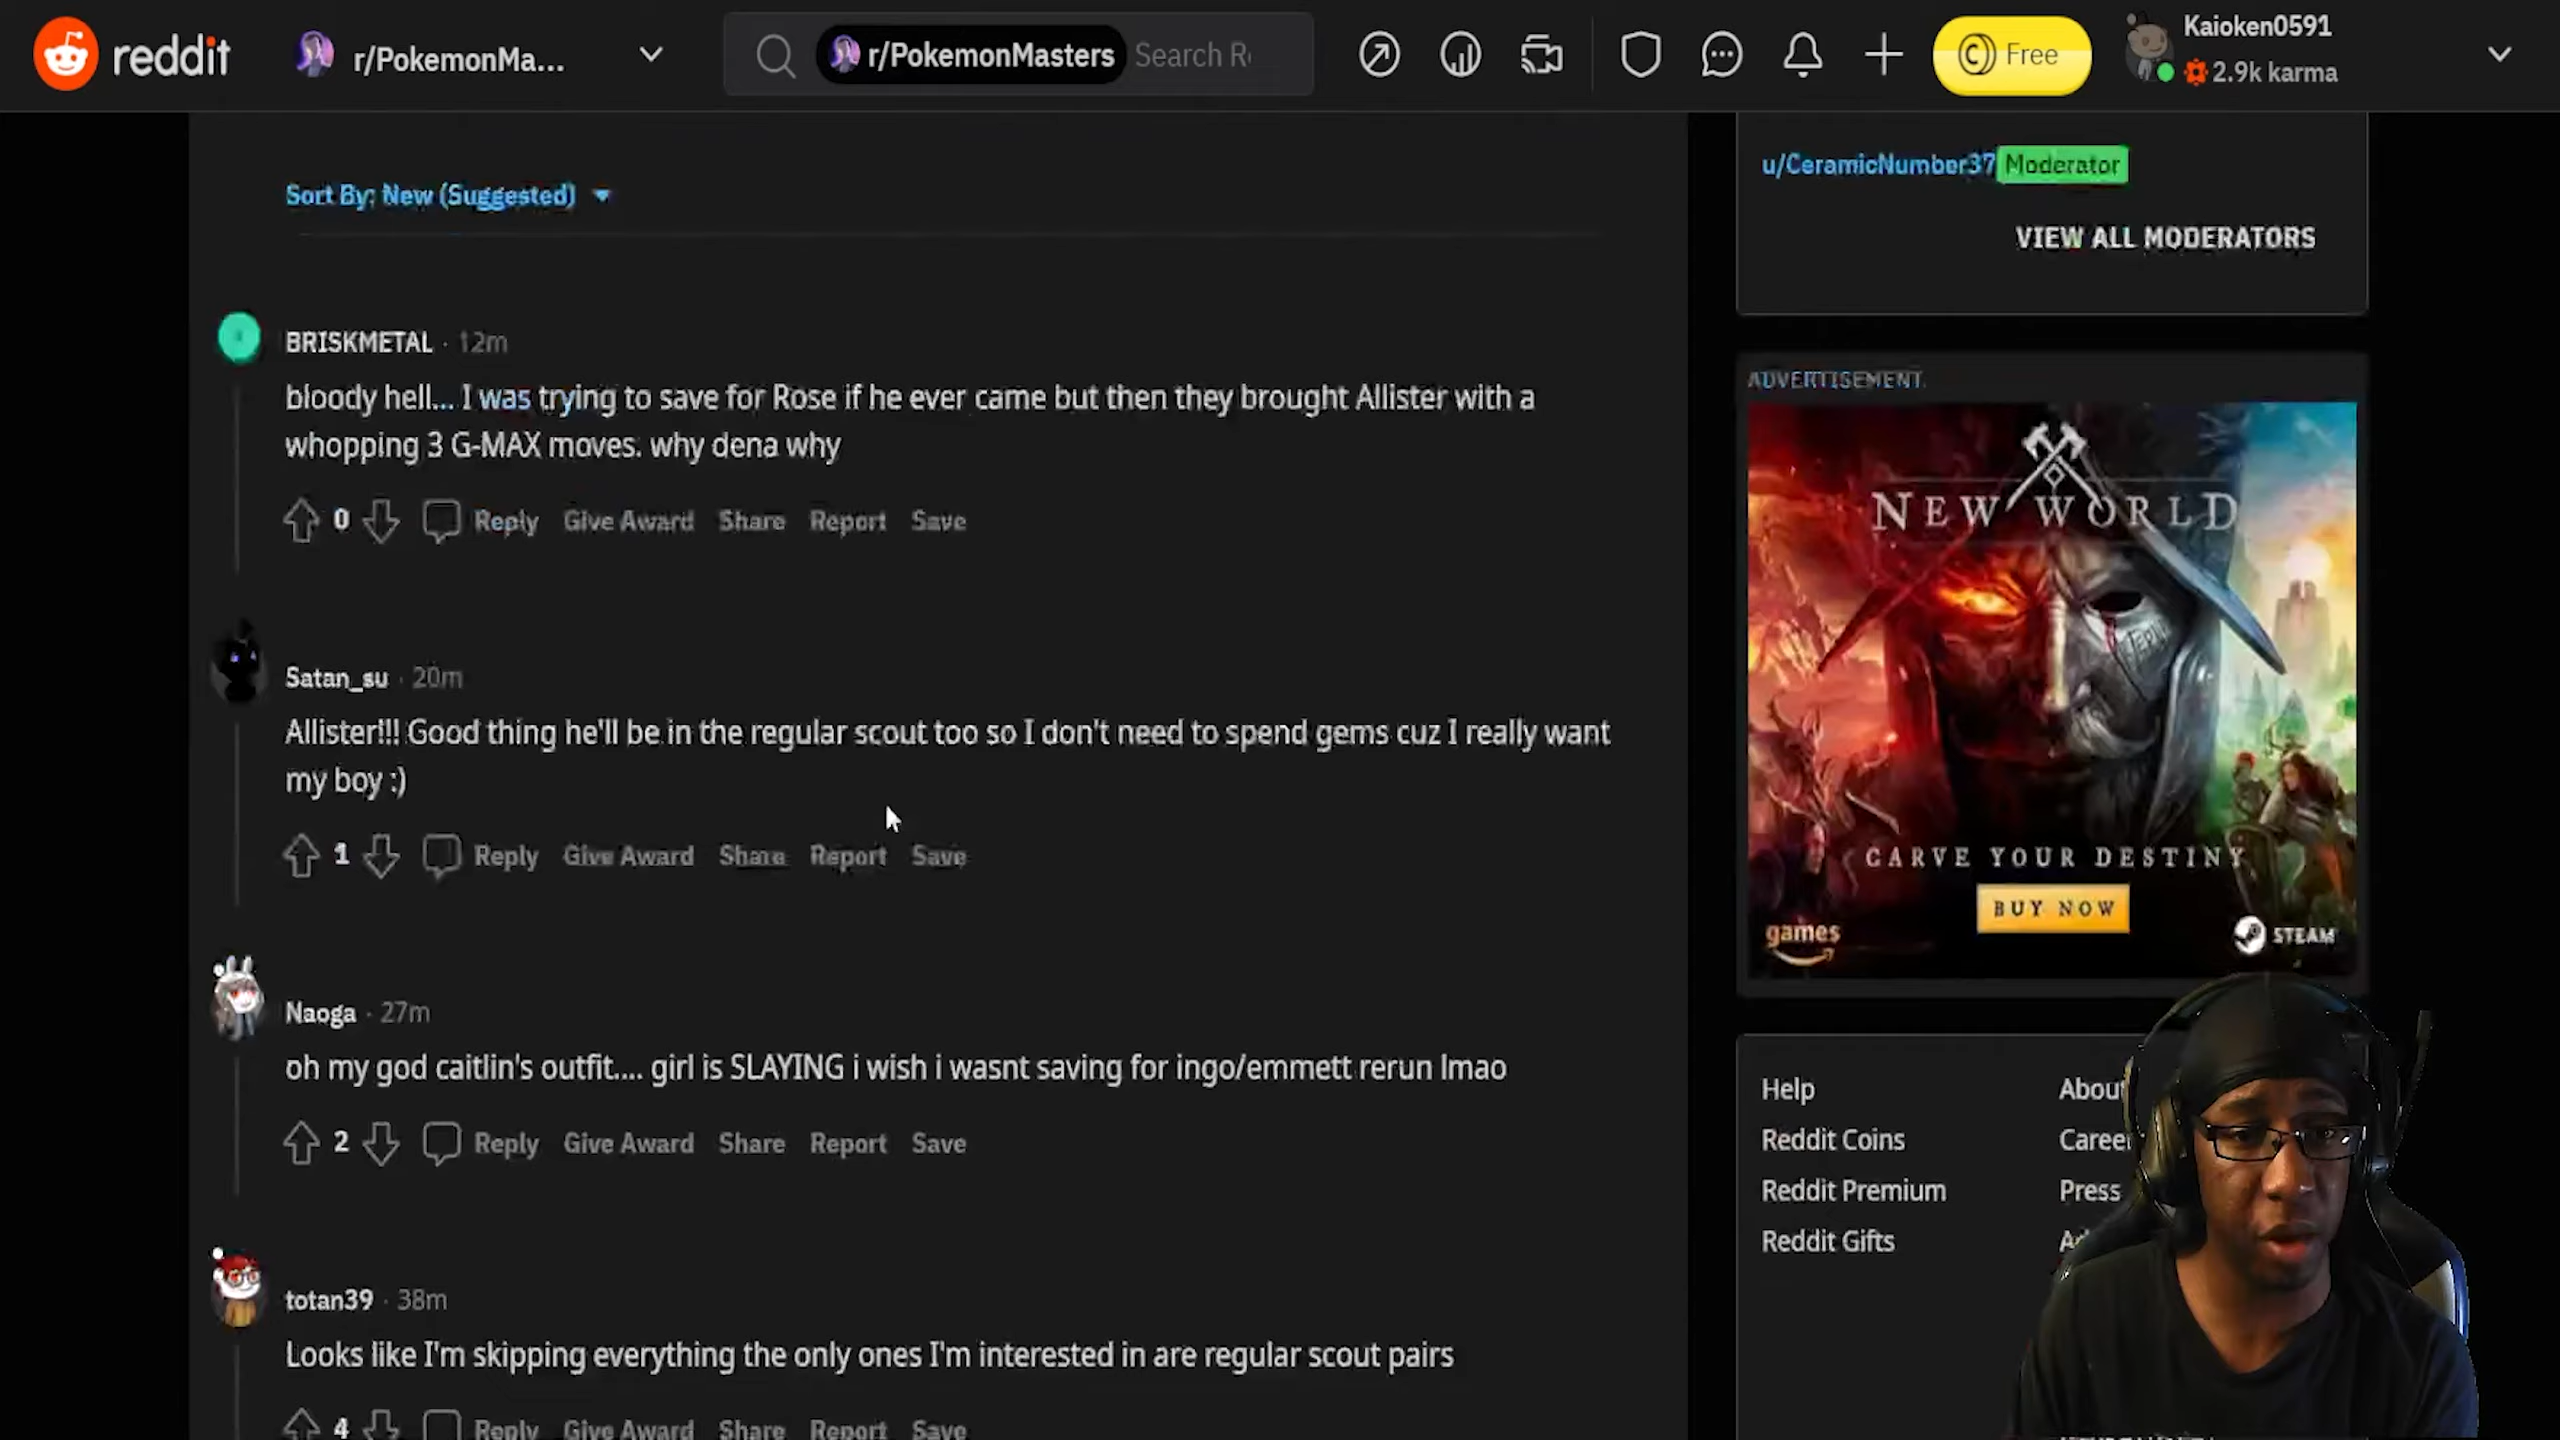 reddit
r/PokemonMa...
r/PokemonMasters
Search R
Free
Kaioken0591
2.9k karma
u/CeramicNumber37 Moderator
VIEW ALL MODERATORS
Sort By: New (Suggested)
BRISKMETAL · 12m
bloody hell... I was trying to save for Rose if he ever came but then they brought Allister with a
whopping 3 G-MAX moves. why dena why
0 Reply Give Award Share Report Save
Satan_su · 20m
Allister!!! Good thing he'll be in the regular scout too so I don't need to spend gems cuz I really want
my boy :)
1 Reply Give Award Share Report Save
Naoga · 27m
oh my god caitlin's outfit.... girl is SLAYING i wish i wasnt saving for ingo/emmett rerun lmao
2 Reply Give Award Share Report Save
totan39 · 38m
Looks like I'm skipping everything the only ones I'm interested in are regular scout pairs
4 Reply Give Award Share Report Save
ADVERTISEMENT
NEW WORLD
CARVE YOUR DESTINY
BUY NOW
games
STEAM
Help
Reddit Coins
Reddit Premium
Reddit Gifts
About
Career
Press